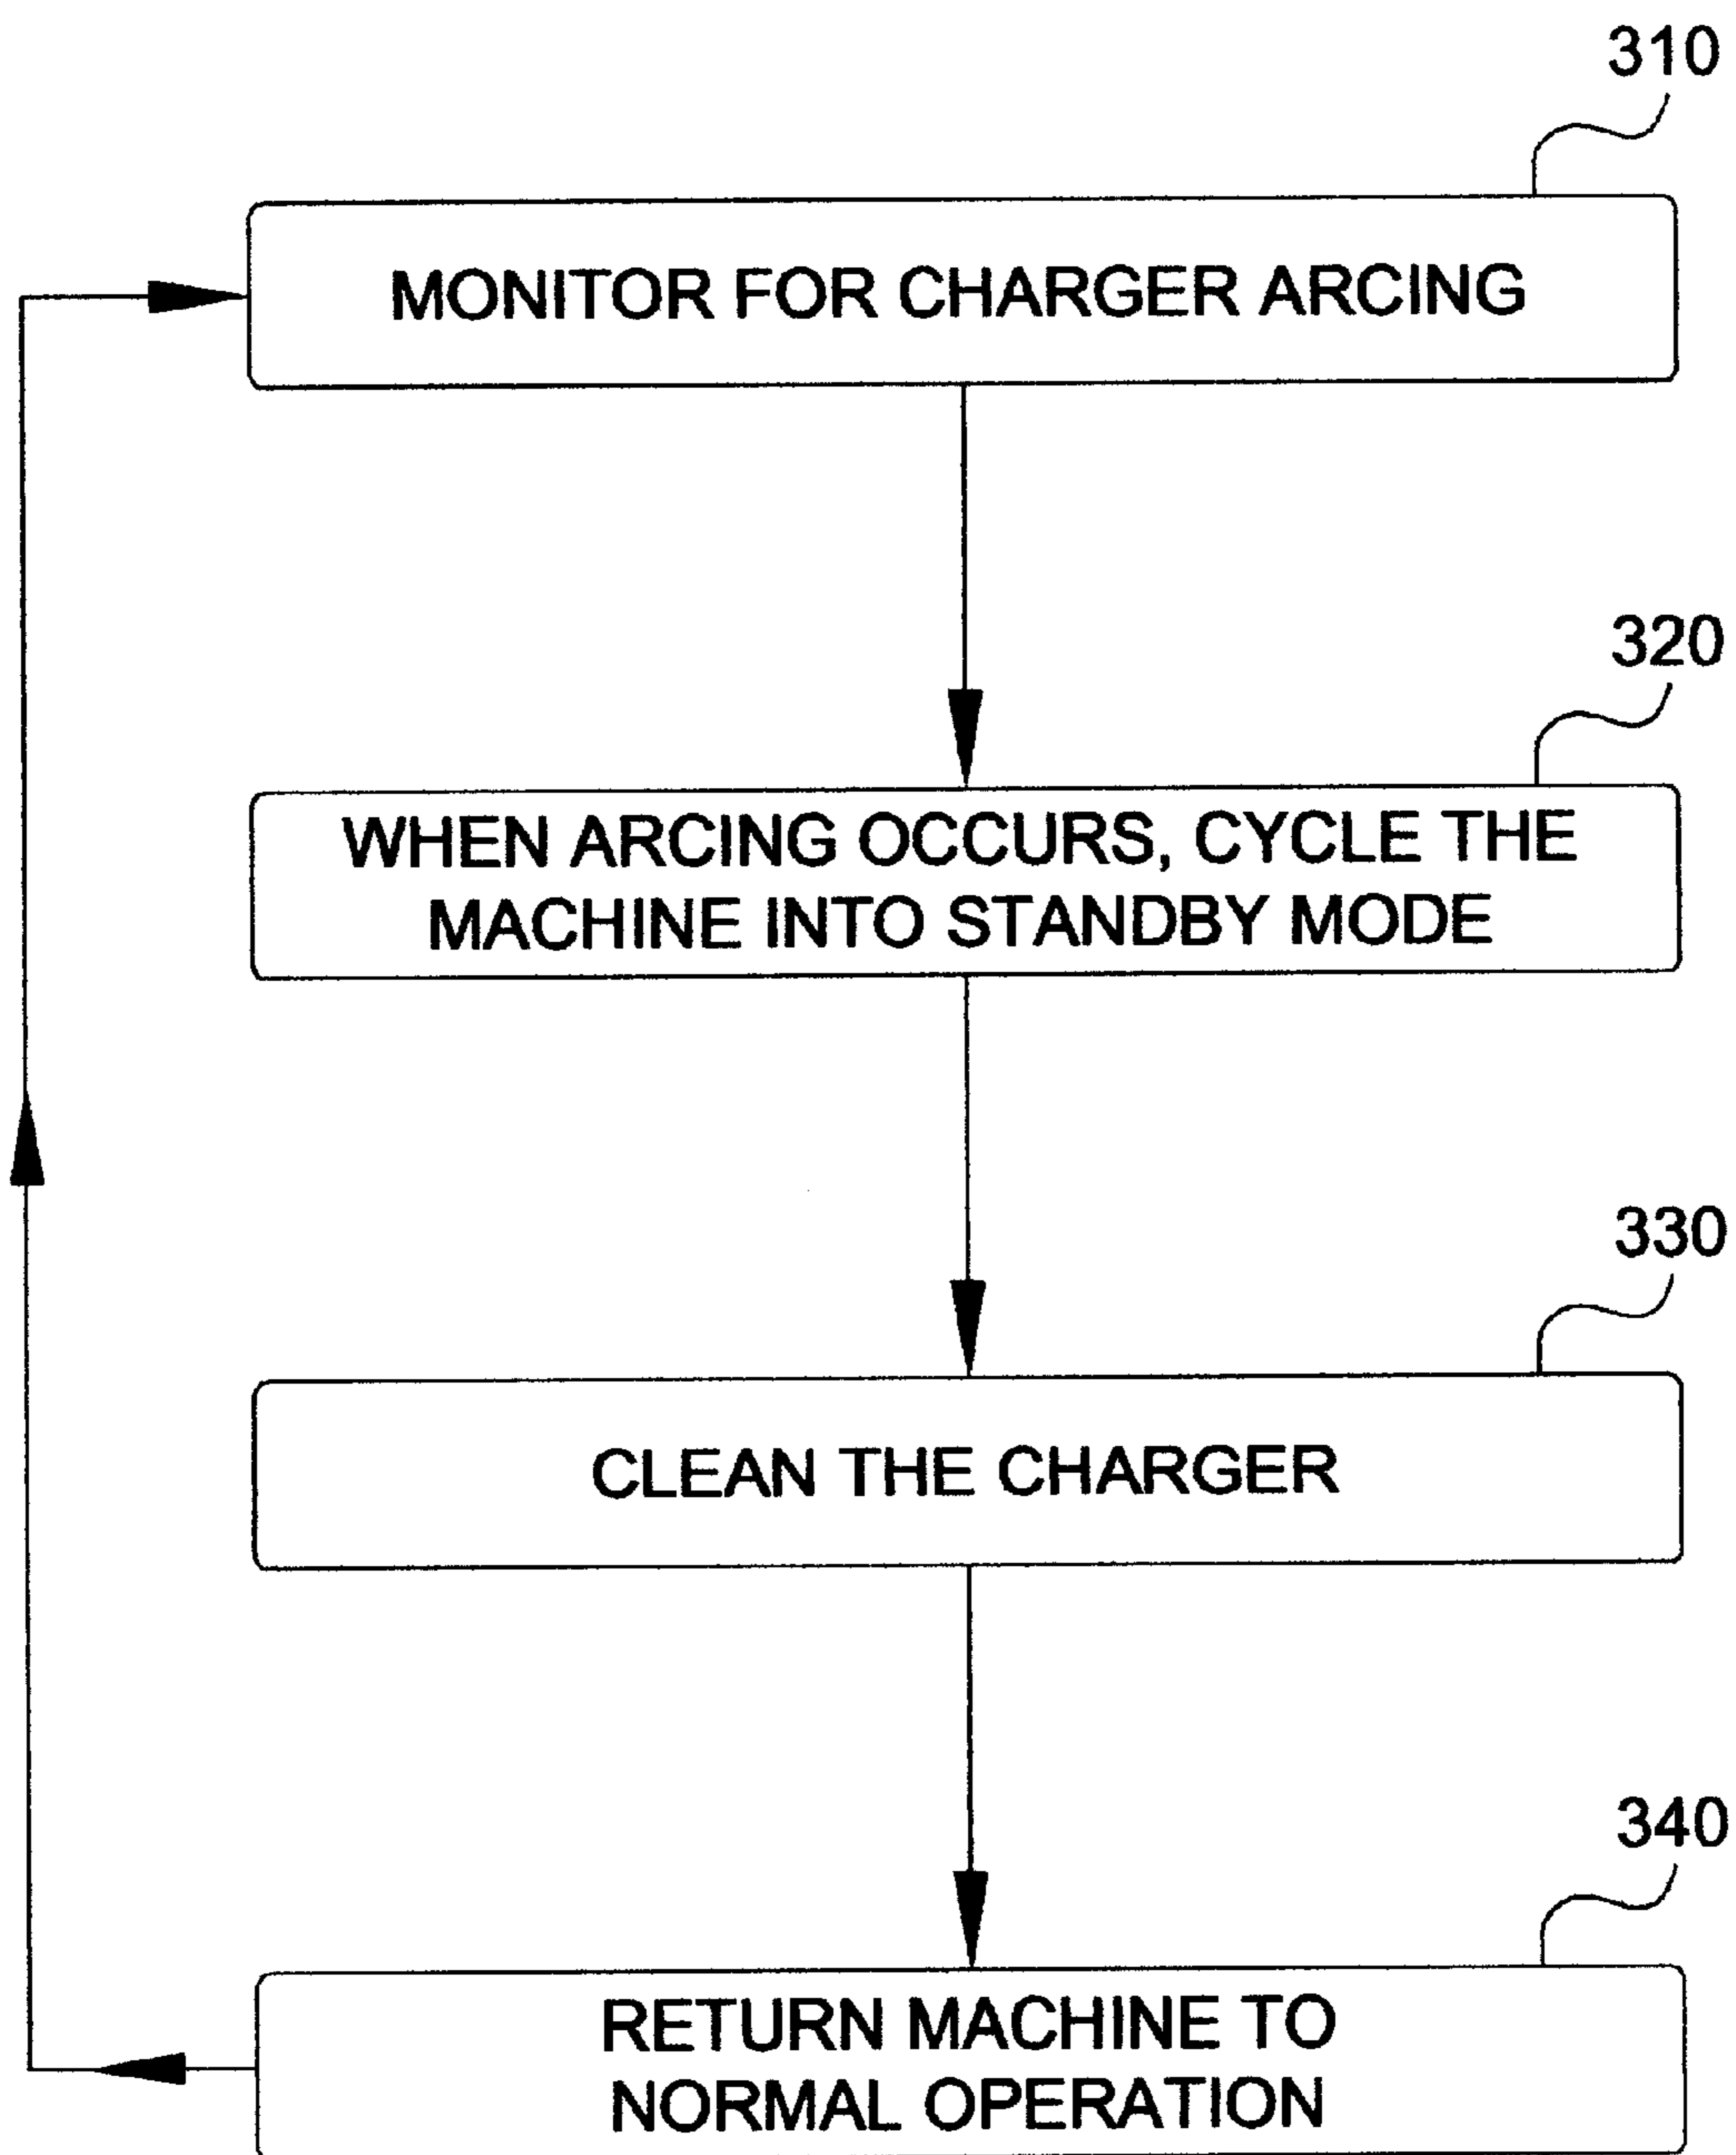 310
MONITOR FOR CHARGER ARCING
320
WHEN ARCING OCCURS, CYCLE THE
MACHINE INTO STANDBY MODE
330
CLEAN THE CHARGER
340
RETURN MACHINE TO
NORMAL OPERATION